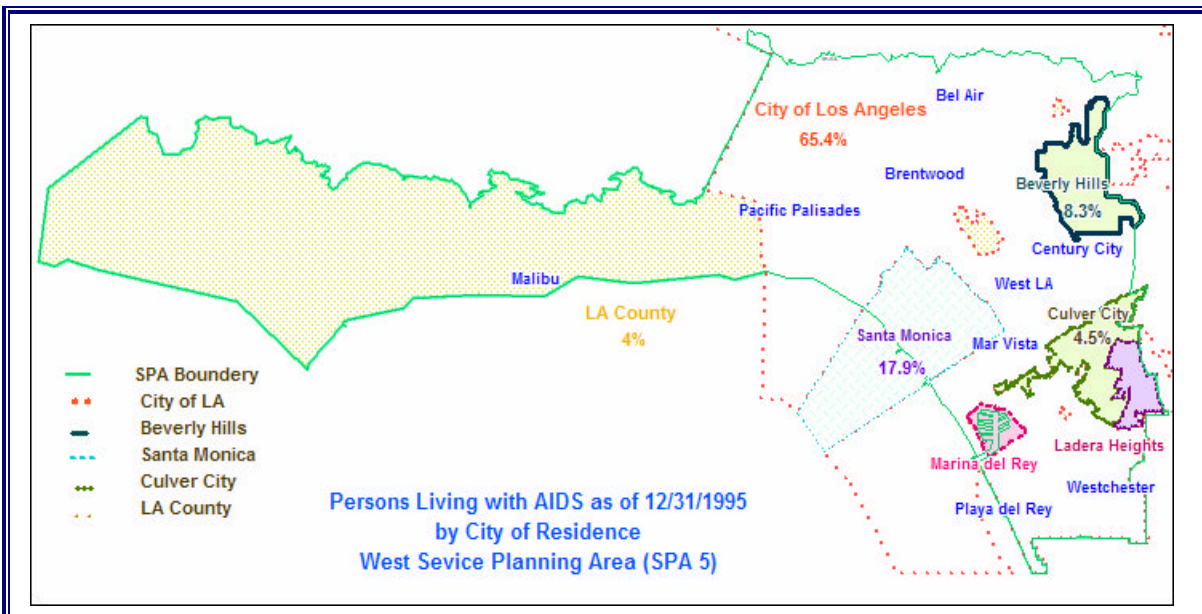 Bel Air
City of Los Angeles
65.4%
Brentwood
Beverly Hills
8.3%
Pacific Palisades
Century City
Malibu
West LA
LA County
4%
Culver City
4.5%
Santa Monica
17.9%
Mar Vista
SPA Boundery
City of LA
Beverly Hills
Santa Monica
Culver City
LA County
Ladera Heights
Marina del Rey
Westchester
Playa del Rey
Persons Living with AIDS as of 12/31/1995
by City of Residence
West Sevice Planning Area (SPA 5)